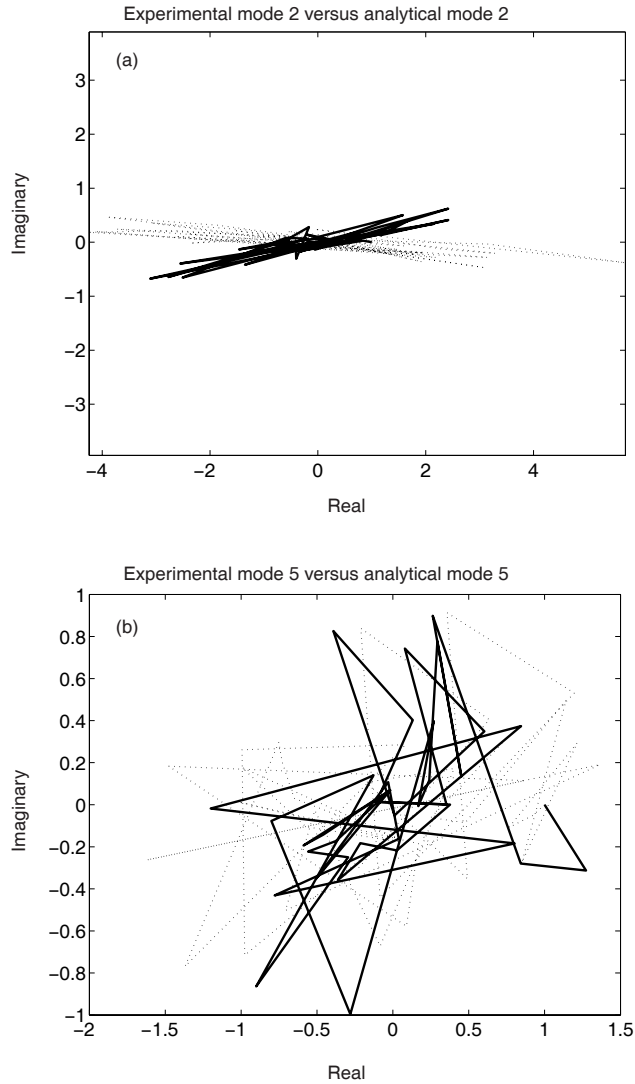 Experimental mode 2 versus analytical mode 2
(a)
3
2
1
0
−1
−2
−3
Imaginary
−4 −2 0 2 4
Real
Experimental mode 5 versus analytical mode 5
(b)
1
0.8
0.6
0.4
0.2
0
−0.2
−0.4
−0.6
−0.8
−1
Imaginary
−2 −1.5 −1 −0.5 0 0.5 1 1.5
Real